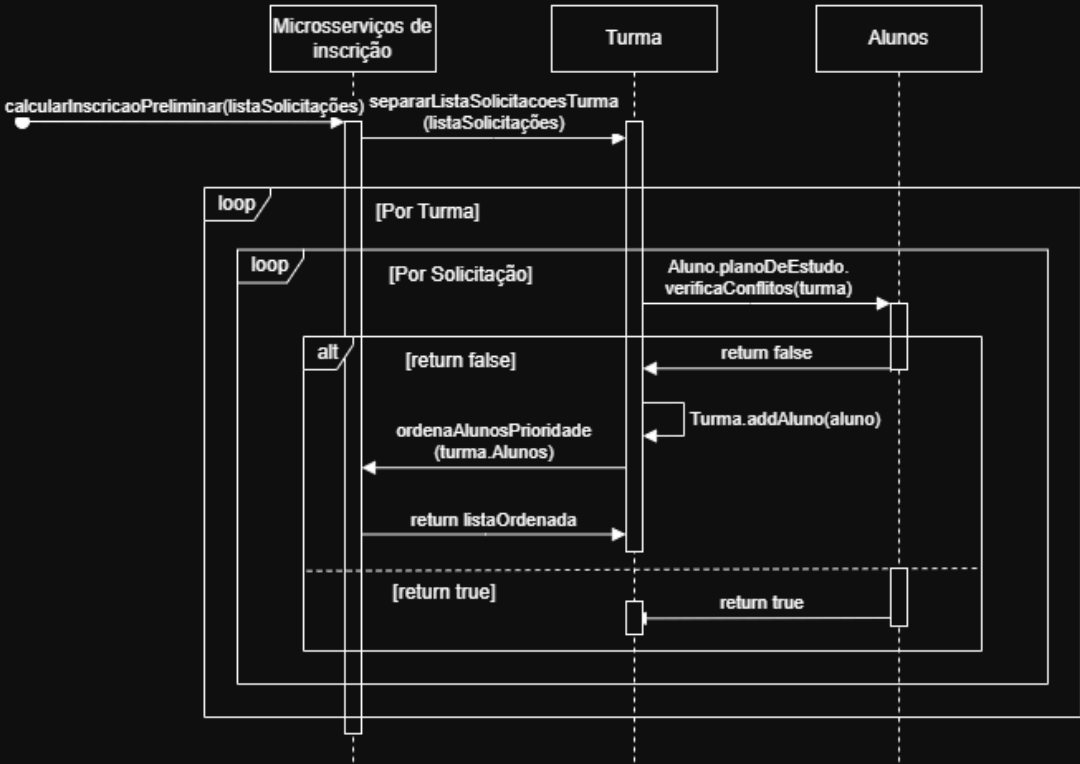 Microsserviços de
inscrição
Turma
Alunos
calcularInscricaoPreliminar(listaSolicitações)
separarListaSolicitacoesTurma
(listaSolicitações)
loop
[Por Turma]
loop
[Por Solicitação]
Aluno.planoDeEstudo.
verificaConflitos(turma)
alt
[return false]
return false
Turma.addAluno(aluno)
ordenaAlunosPrioridade
(turma.Alunos)
return listaOrdenada
[return true]
return true